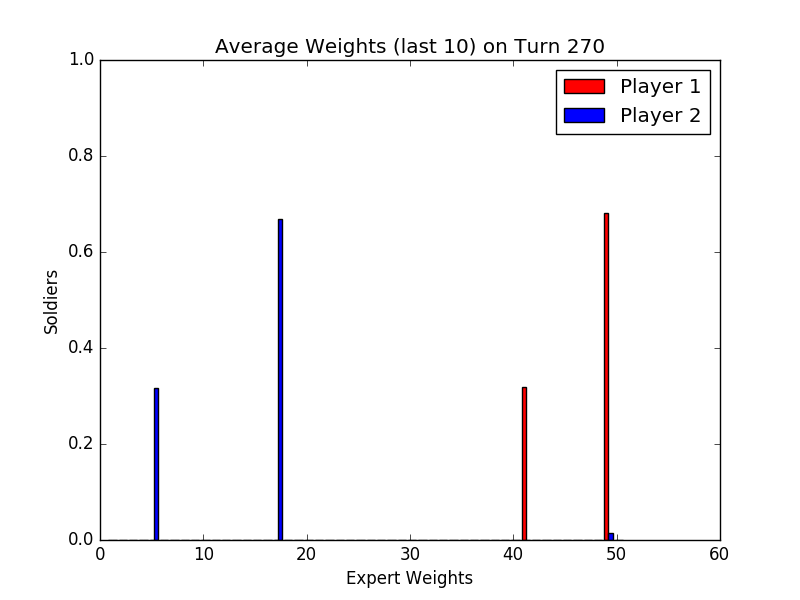 Average Weights (last 10) on Turn 270
1.0
0.8
0.6
0.4
0.2
0.0
Soldiers
Player 1
Player 2
0 10 20 30 40 50 60
Expert Weights